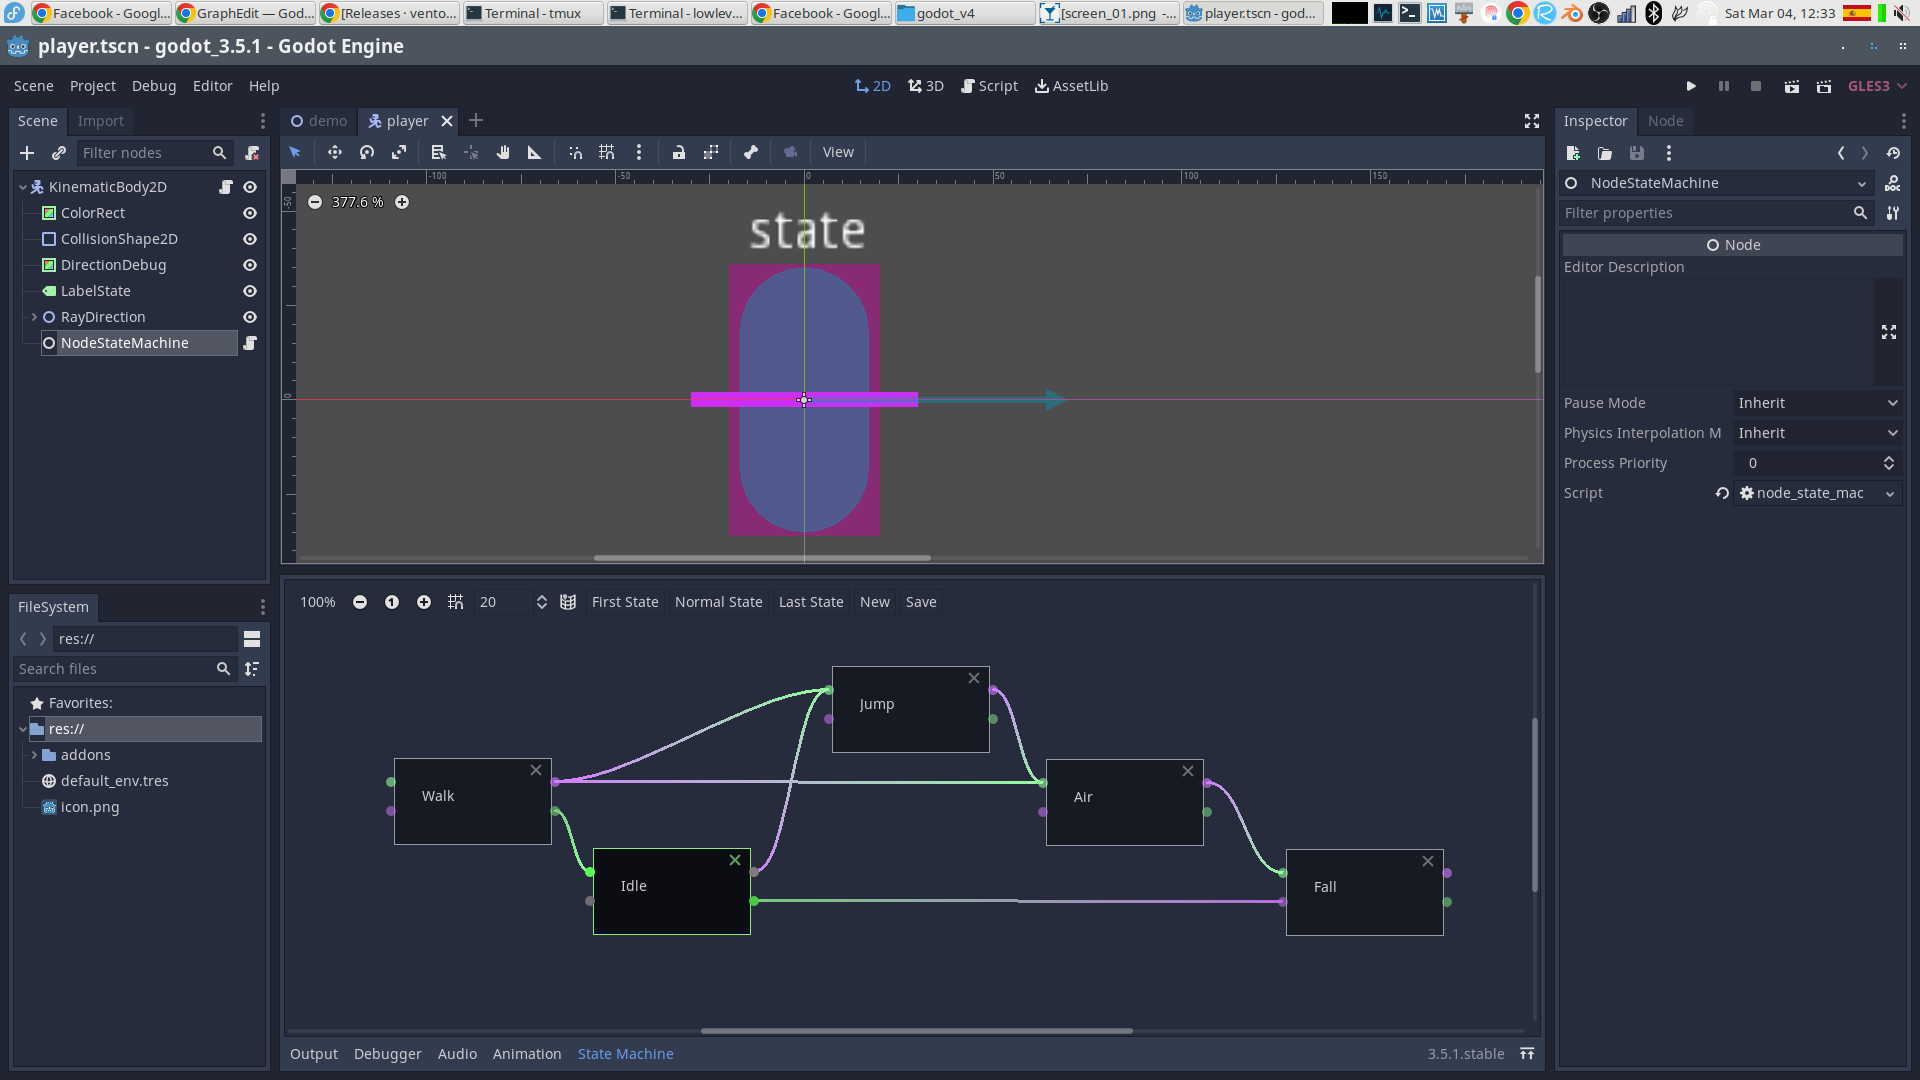 Facebook - Googl... GraphEdit — God... [Releases · vento... Terminal - tmux Terminal - lowlev... Facebook - Googl... godot_v4 [screen_01.png -... player.tscn - god... Sat Mar 04, 12:33
player.tscn - godot_3.5.1 - Godot Engine
Scene Project Debug Editor Help 2D 3D Script AssetLib GLES3
Scene Import
Filter nodes
KinematicBody2D
ColorRect
CollisionShape2D
DirectionDebug
LabelState
RayDirection
NodeStateMachine
FileSystem
res://
Search files
Favorites:
res://
addons
default_env.tres
icon.png
demo player
View
-100 -50 0 50 100 150
-50
0
377.6 %
state
100% 1 20 First State Normal State Last State New Save
Jump
Walk
Air
Idle
Fall
Output Debugger Audio Animation State Machine 3.5.1.stable
Inspector Node
NodeStateMachine
Filter properties
Node
Editor Description
Pause Mode Inherit
Physics Interpolation M Inherit
Process Priority 0
Script node_state_mac